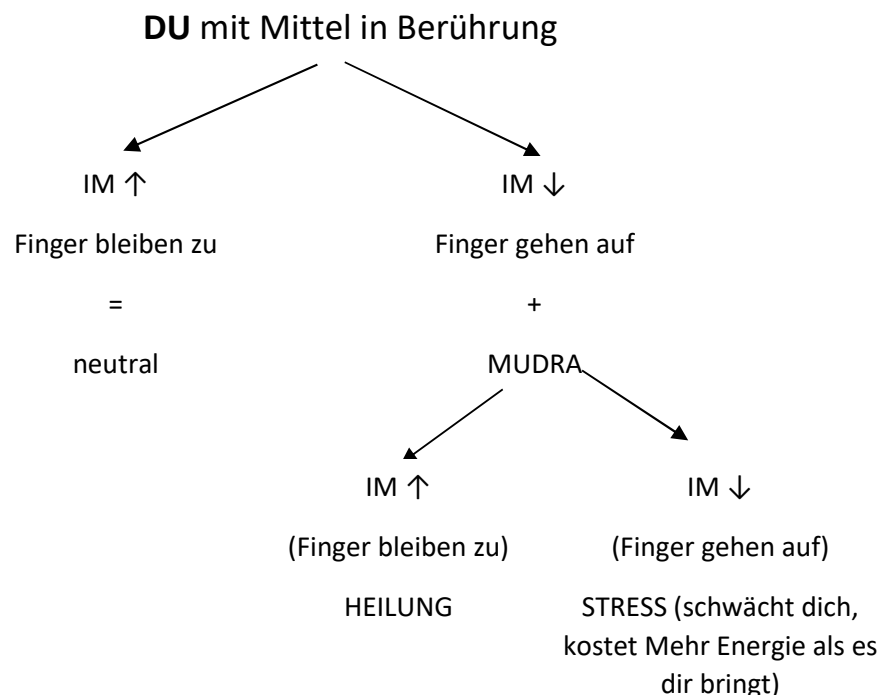 DU mit Mittel in Berührung
IM ↑
IM ↓
Finger bleiben zu
Finger gehen auf
=
+
neutral
MUDRA
IM ↑
IM ↓
(Finger bleiben zu)
(Finger gehen auf)
HEILUNG
STRESS (schwächt dich,
kostet Mehr Energie als es
dir bringt)